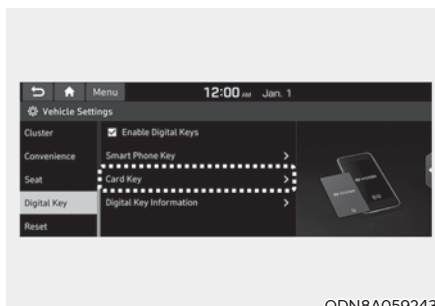 Menu 12:00 AM Jan. 1
Vehicle Settings
Cluster
Enable Digital Keys
Convenience
Smart Phone Key
Seat
Card Key
Digital Key
Digital Key Information
Reset